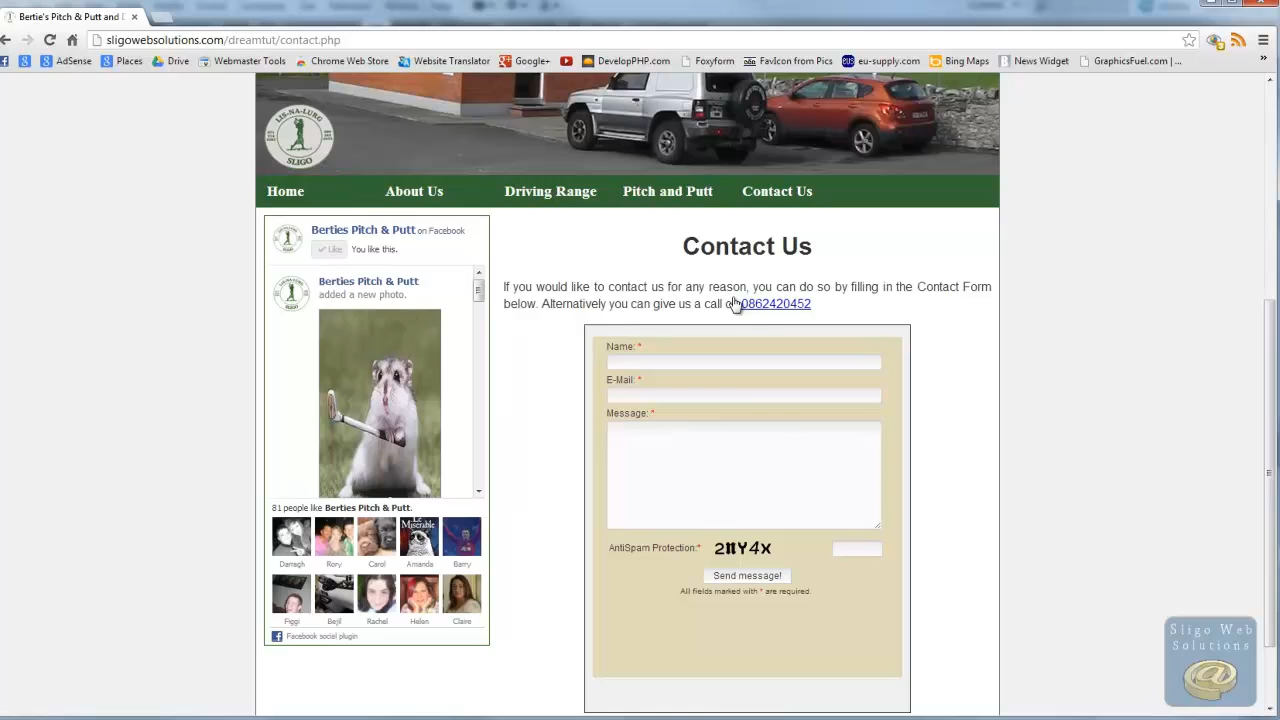 Bertie's Pitch & Putt and
sligowebsolutions.com/dreamtut/contact.php
AdSense Places Drive Webmaster Tools Chrome Web Store Website Translator Google+ DevelopPHP.com Foxyform FavIcon from Pics eu-supply.com Bing Maps News Widget GraphicsFuel.com | ... »
LIS-NA-LURG
SLIGO
Home About Us Driving Range Pitch and Putt Contact Us
Berties Pitch & Putt on Facebook
Like You like this.
Berties Pitch & Putt
added a new photo.
81 people like Berties Pitch & Putt.
Darragh Rory Carol Amanda Barry
Figgi Bejil Rachel Helen Claire
Facebook social plugin
Contact Us
If you would like to contact us for any reason, you can do so by filling in the Contact Form
below. Alternatively you can give us a call 0862420452
Name: *
E-Mail: *
Message: *
AntiSpam Protection:* 2NY4X
Send message!
All fields marked with * are required.
Sligo Web
Solutions